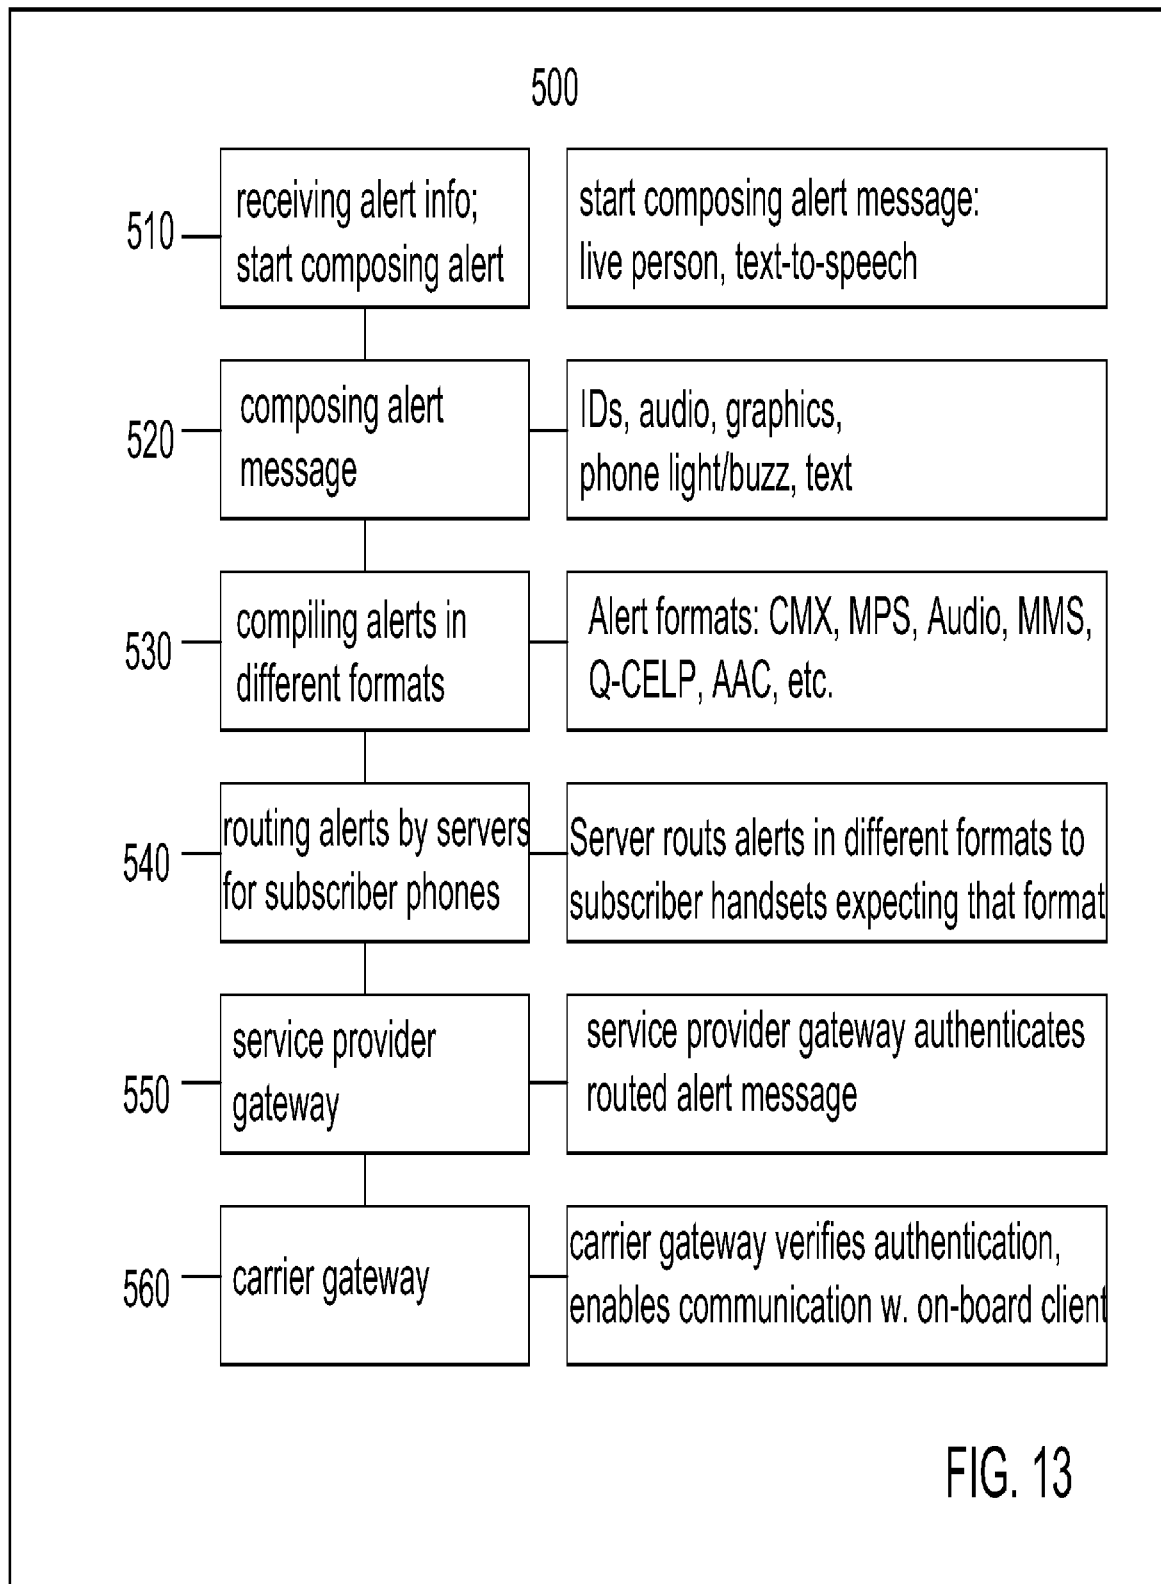 500
510
receiving alert info;
start composing alert
start composing alert message:
live person, text-to-speech
520
composing alert
message
IDs, audio, graphics,
phone light/buzz, text
530
compiling alerts in
different formats
Alert formats: CMX, MPS, Audio, MMS,
Q-CELP, AAC, etc.
540
routing alerts by servers
for subscriber phones
Server routs alerts in different formats to
subscriber handsets expecting that format
550
service provider
gateway
service provider gateway authenticates
routed alert message
560
carrier gateway
carrier gateway verifies authentication,
enables communication w. on-board client
FIG. 13